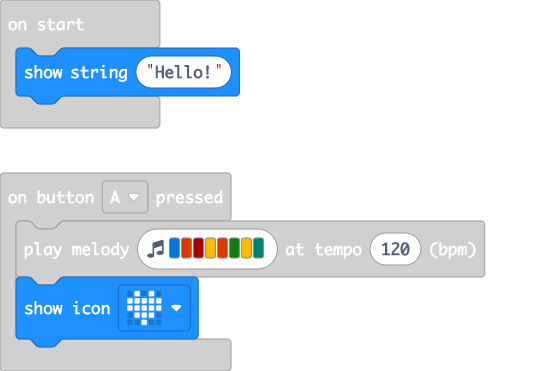 on start
show string "Hello!"
on button A pressed
play melody at tempo 120 (bpm)
show icon